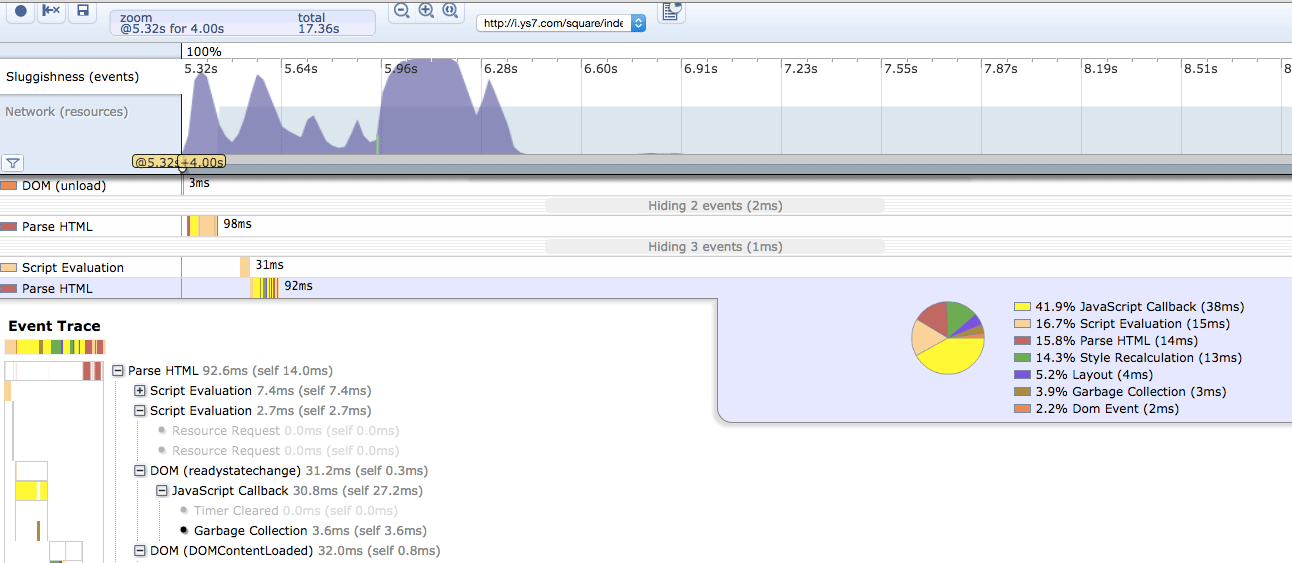 zoom
@5.32s for 4.00s
total
17.36s
http://i.ys7.com/square/inde
100%
Sluggishness (events)
5.32s 5.64s 5.96s 6.28s 6.60s 6.91s 7.23s 7.55s 7.87s 8.19s 8.51s 8
Network (resources)
@5.32s+4.00s
DOM (unload) 3ms
Hiding 2 events (2ms)
Parse HTML 98ms
Hiding 3 events (1ms)
Script Evaluation 31ms
Parse HTML 92ms
41.9% JavaScript Callback (38ms)
16.7% Script Evaluation (15ms)
15.8% Parse HTML (14ms)
14.3% Style Recalculation (13ms)
5.2% Layout (4ms)
3.9% Garbage Collection (3ms)
2.2% Dom Event (2ms)
Event Trace
Parse HTML 92.6ms (self 14.0ms)
Script Evaluation 7.4ms (self 7.4ms)
Script Evaluation 2.7ms (self 2.7ms)
Resource Request 0.0ms (self 0.0ms)
Resource Request 0.0ms (self 0.0ms)
DOM (readystatechange) 31.2ms (self 0.3ms)
JavaScript Callback 30.8ms (self 27.2ms)
Timer Cleared 0.0ms (self 0.0ms)
Garbage Collection 3.6ms (self 3.6ms)
DOM (DOMContentLoaded) 32.0ms (self 0.8ms)